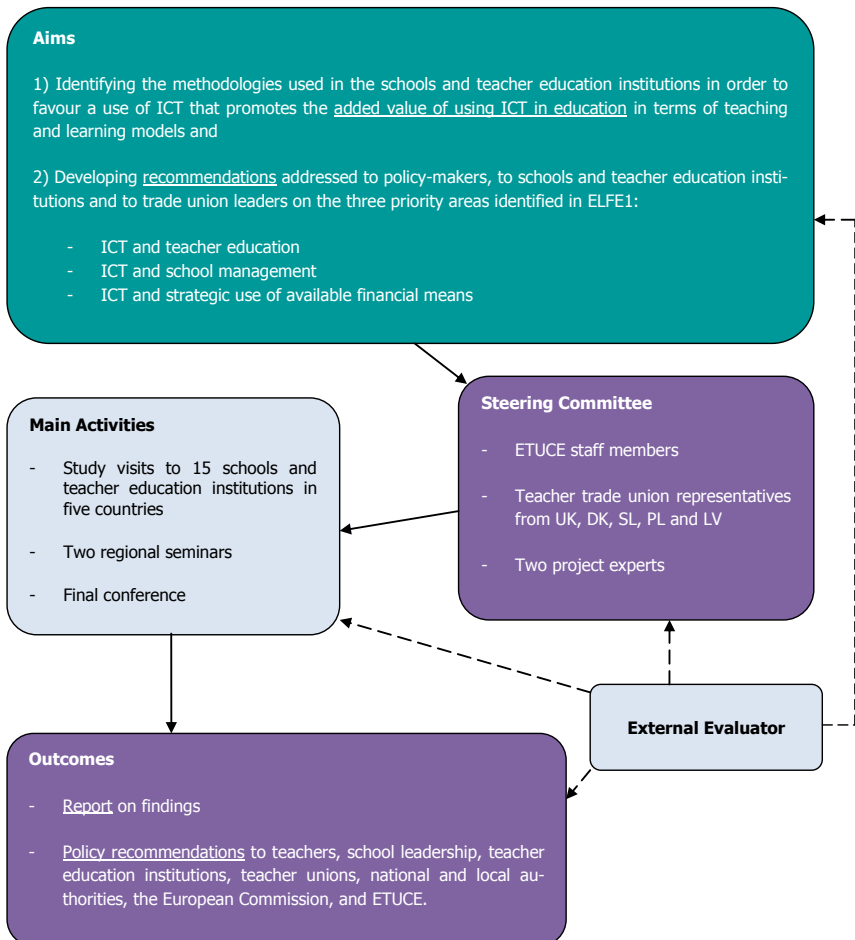 Aims
1) Identifying the methodologies used in the schools and teacher education institutions in order to
favour a use of ICT that promotes the added value of using ICT in education in terms of teaching
and learning models and
2) Developing recommendations addressed to policy-makers, to schools and teacher education insti-
tutions and to trade union leaders on the three priority areas identified in ELFE1:
- ICT and teacher education
- ICT and school management
- ICT and strategic use of available financial means
Steering Committee
- ETUCE staff members
- Teacher trade union representatives
from UK, DK, SL, PL and LV
- Two project experts
Main Activities
- Study visits to 15 schools and
teacher education institutions in
five countries
- Two regional seminars
- Final conference
External Evaluator
Outcomes
- Report on findings
- Policy recommendations to teachers, school leadership, teacher
education institutions, teacher unions, national and local au-
thorities, the European Commission, and ETUCE.